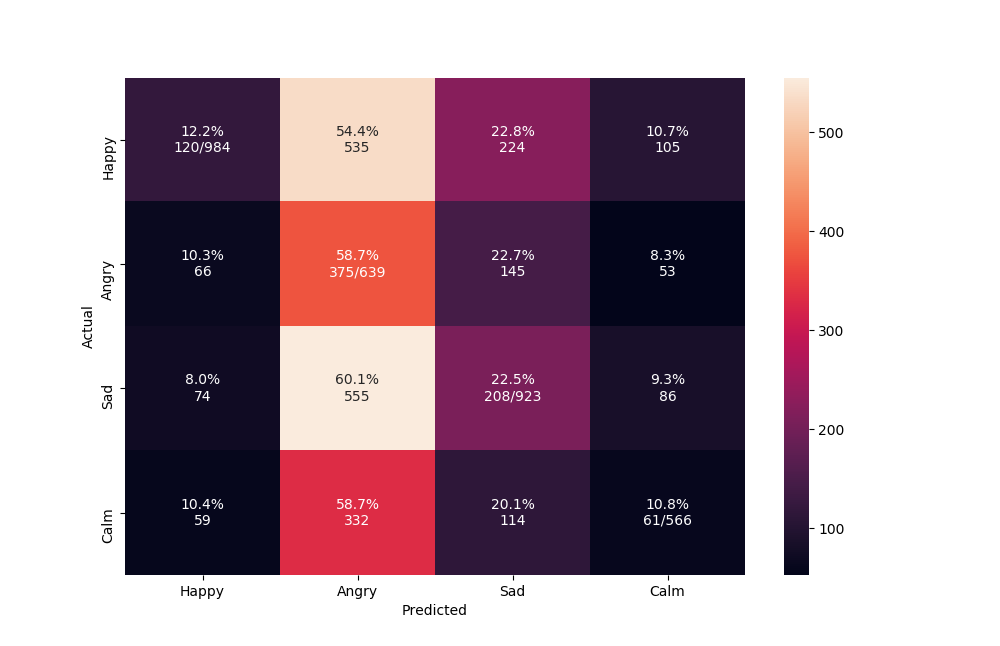 12.2% 54.4% 22.8% 10.7%
120/984 535 224 105
Happy
10.3% 58.7% 22.7% 8.3%
66 375/639 145 53
Angry
Actual
8.0% 60.1% 22.5% 9.3%
74 555 208/923 86
Sad
10.4% 58.7% 20.1% 10.8%
59 332 114 61/566
Calm
Happy Angry Sad Calm
Predicted
500
400
300
200
100